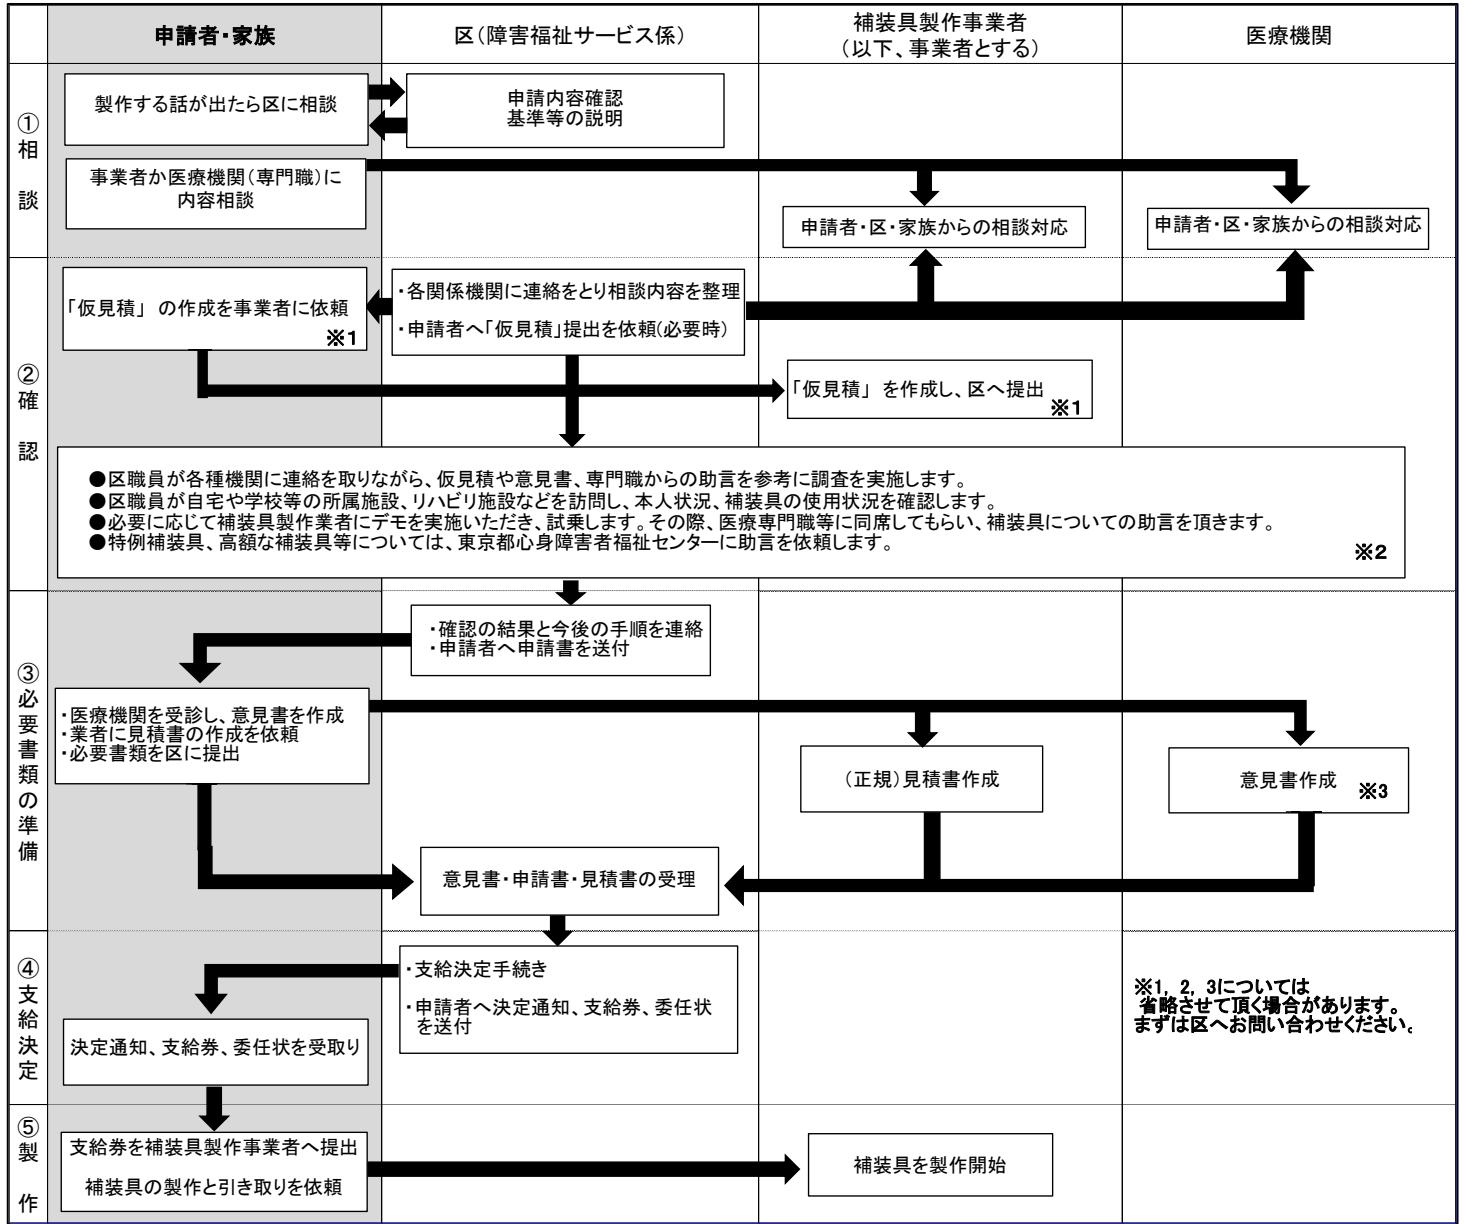 申請者・家族
区(障害福祉サービス係)
補装具製作事業者
(以下、事業者とする)
医療機関
①相　談
製作する話が出たら区に相談
申請内容確認
基準等の説明
事業者か医療機関(専門職)に
内容相談
申請者・区・家族からの相談対応
申請者・区・家族からの相談対応
②確　認
「仮見積」 の作成を事業者に依頼
※1
・各関係機関に連絡をとり相談内容を整理
・申請者へ「仮見積」提出を依頼(必要時)
「仮見積」 を作成し、区へ提出
※1
●区職員が各種機関に連絡を取りながら、仮見積や意見書、専門職からの助言を参考に調査を実施します。
●区職員が自宅や学校等の所属施設、リハビリ施設などを訪問し、本人状況、補装具の使用状況を確認します。
●必要に応じて補装具製作業者にデモを実施いただき、試乗します。その際、医療専門職等に同席してもらい、補装具についての助言を頂きます。
●特例補装具、高額な補装具等については、東京都心身障害者福祉センターに助言を依頼します。
※2
③必要書類の準備
・確認の結果と今後の手順を連絡
・申請者へ申請書を送付
・医療機関を受診し、意見書を作成
・業者に見積書の作成を依頼
・必要書類を区に提出
(正規)見積書作成
意見書作成
※3
意見書・申請書・見積書の受理
④支給決定
・支給決定手続き
・申請者へ決定通知、支給券、委任状
を送付
決定通知、支給券、委任状を受取り
※1, 2, 3については
省略させて頂く場合があります。
まずは区へお問い合わせください。
⑤製　作
支給券を補装具製作事業者へ提出
補装具の製作と引き取りを依頼
補装具を製作開始